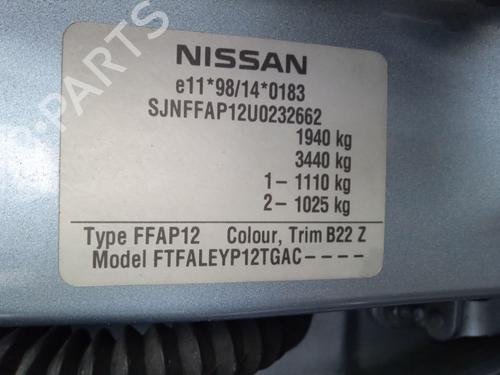 B-PARTS
NISSAN
e11*98/14*0183
SJNFFAP12U0232662
1940 kg
3440 kg
1- 1110 kg
2- 1025 kg
Type FFAP12 Colour, Trim B22 Z
Model FTFALEYP12TGAC----